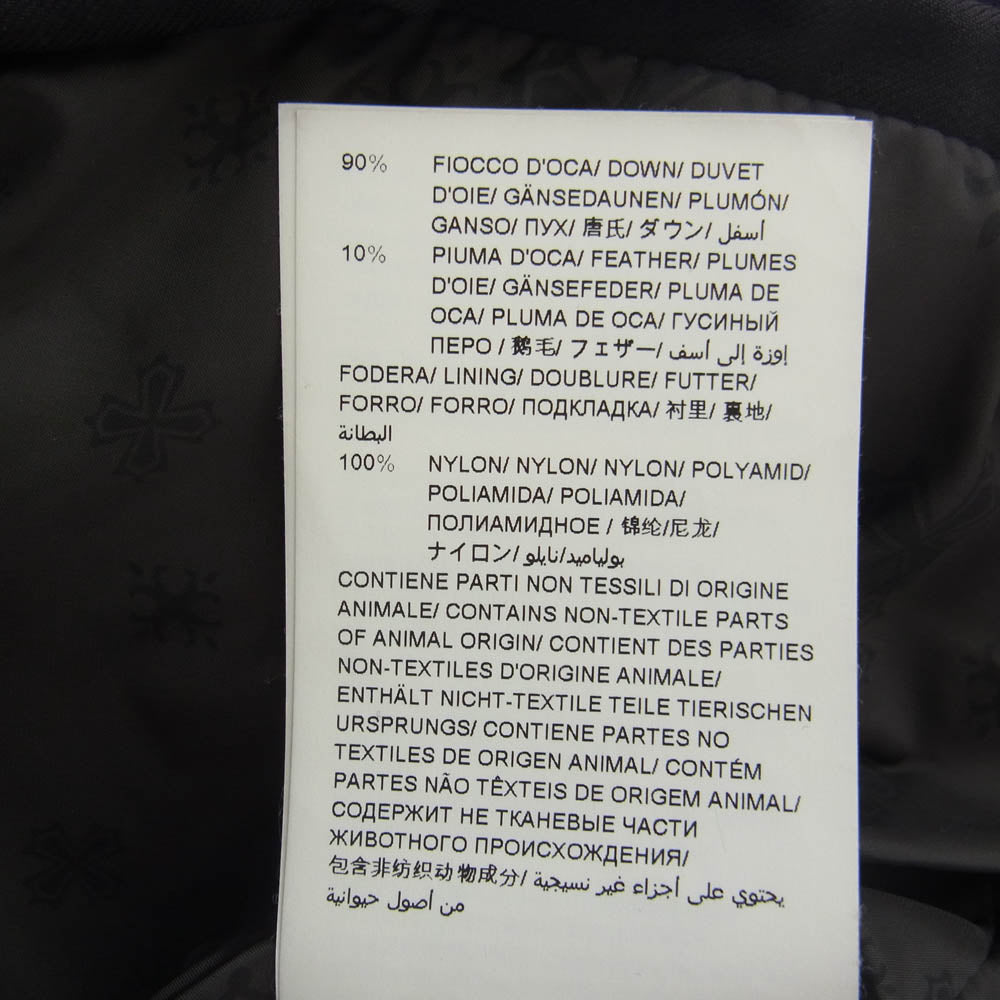 90% FIOCCO D'OCA/ DOWN/ DUVET
D'OIE/ GÄNSEDAUNEN/ PLUMÓN/
GANSO/ ПУХ/ 唐氏/ ダウン/ أسفل
10% PIUMA D'OCA/ FEATHER/ PLUMES
D'OIE/ GÄNSEFEDER/ PLUMA DE
OCA/ PLUMA DE OCA/ ГУСИНЫЙ
ПЕРО / 鹅毛/ フェザー/ إوزة إلى أسف
FODERA/ LINING/ DOUBLURE/ FUTTER/
FORRO/ FORRO/ ПОДКЛАДКА/ 衬里/ 裏地/
البطانة
100% NYLON/ NYLON/ NYLON/ POLYAMID/
POLIAMIDA/ POLIAMIDA/
ПОЛИАМИДНОЕ / 锦纶/尼龙/
ナイロン/ بولياميد/نايلو
CONTIENE PARTI NON TESSILI DI ORIGINE
ANIMALE/ CONTAINS NON-TEXTILE PARTS
OF ANIMAL ORIGIN/ CONTIENT DES PARTIES
NON-TEXTILES D'ORIGINE ANIMALE/
ENTHÄLT NICHT-TEXTILE TEILE TIERISCHEN
URSPRUNGS/ CONTIENE PARTES NO
TEXTILES DE ORIGEN ANIMAL/ CONTÉM
PARTES NÃO TÊXTEIS DE ORIGEM ANIMAL/
СОДЕРЖИТ НЕ ТКАНЕВЫЕ ЧАСТИ
ЖИВОТНОГО ПРОИСХОЖДЕНИЯ/
包含非纺织动物成分/ يحتوي على أجزاء غير نسيجية
من أصول حيوانية